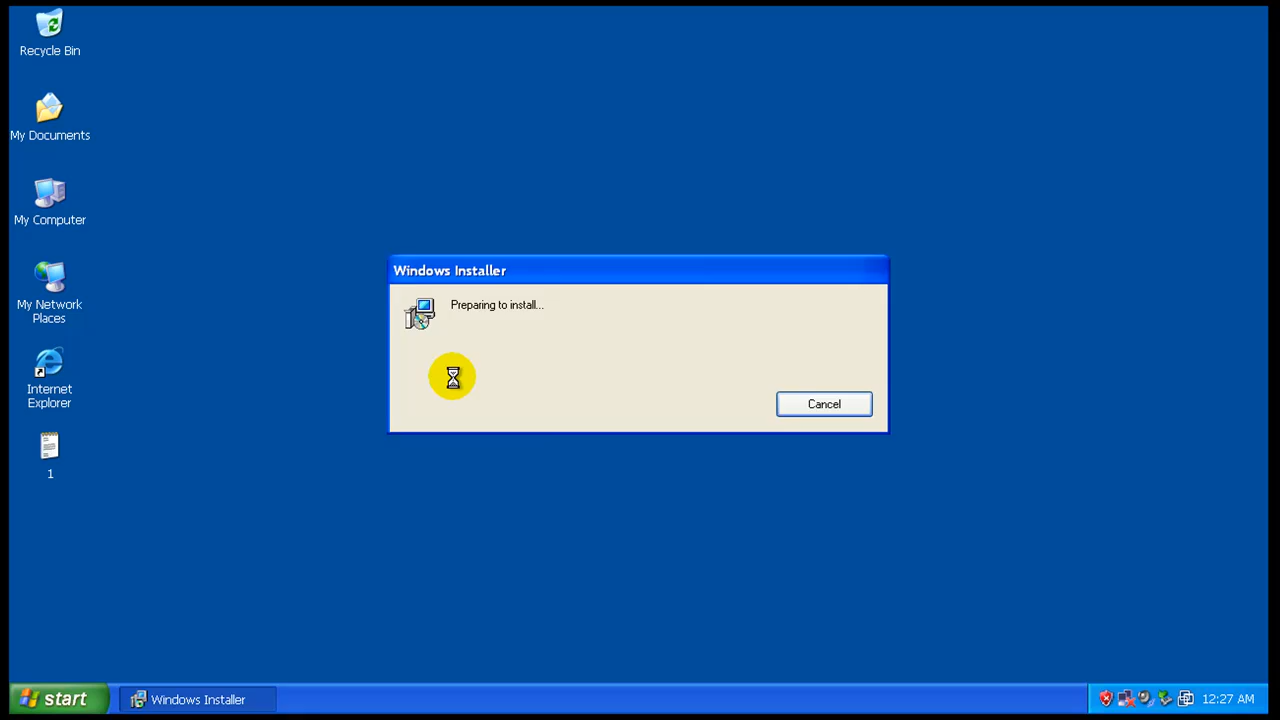 Recycle Bin
My Documents
My Computer
My Network
Places
Internet
Explorer
1
Windows Installer
Preparing to install...
Cancel
start
Windows Installer
12:27 AM